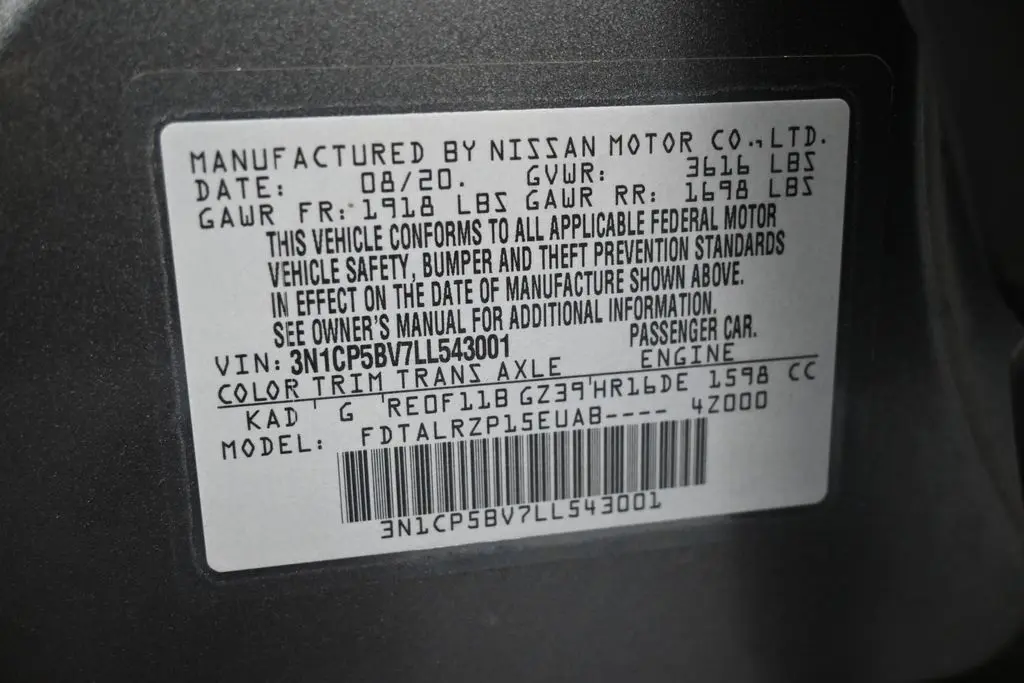 MANUFACTURED BY NISSAN MOTOR CO.,LTD.
DATE: 08/20. GVWR: 3616 LBS
GAWR FR: 1918 LBS GAWR RR: 1698 LBS
THIS VEHICLE CONFORMS TO ALL APPLICABLE FEDERAL MOTOR
VEHICLE SAFETY, BUMPER AND THEFT PREVENTION STANDARDS
IN EFFECT ON THE DATE OF MANUFACTURE SHOWN ABOVE.
SEE OWNER'S MANUAL FOR ADDITIONAL INFORMATION.
VIN: 3N1CP5BV7LL543001 PASSENGER CAR.
COLOR TRIM TRANS AXLE ENGINE
KAD ' G 'RE0F11B GZ39'HR16DE 1598 CC
MODEL: FDTALRZP15EUAB---- 4Z000
3N1CP5BV7LL543001